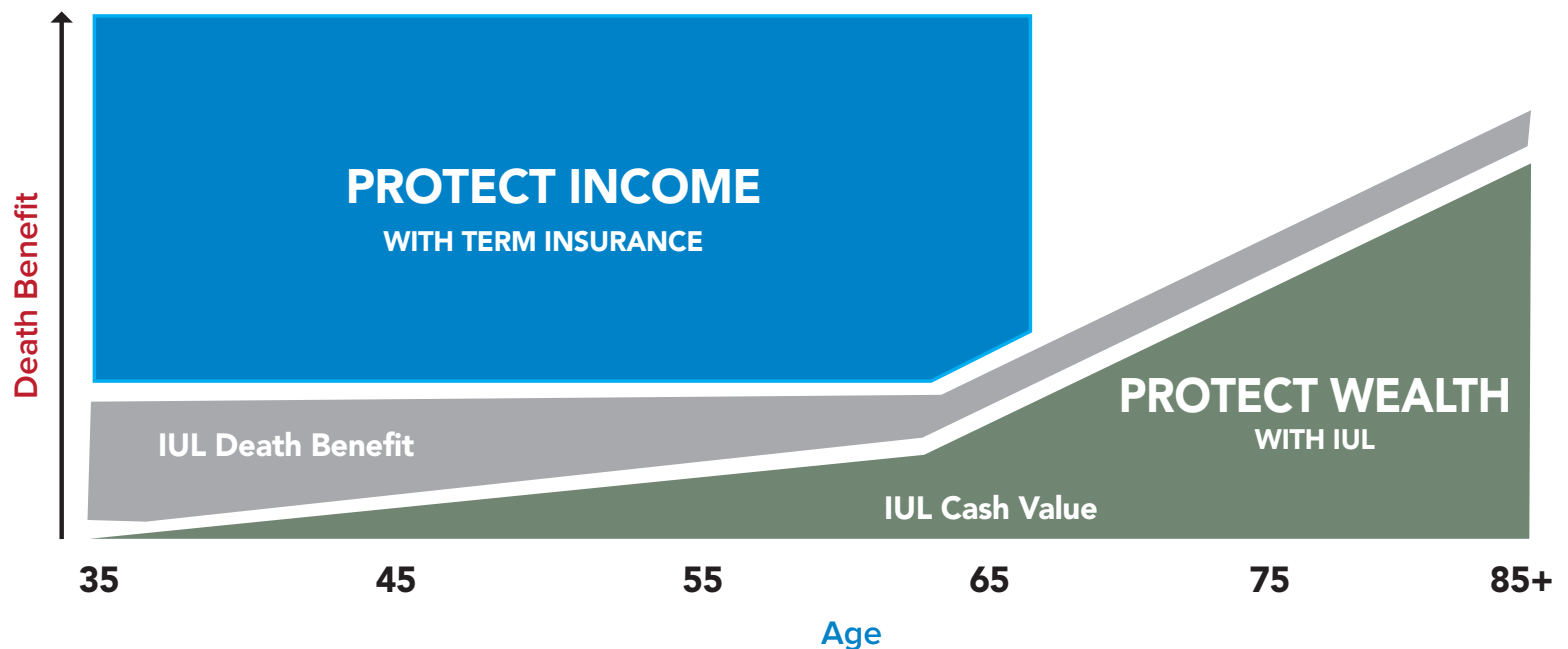 Death Benefit
PROTECT INCOME
WITH TERM INSURANCE
IUL Death Benefit
PROTECT WEALTH
WITH IUL
IUL Cash Value
35 45 55 65 75 85+
Age